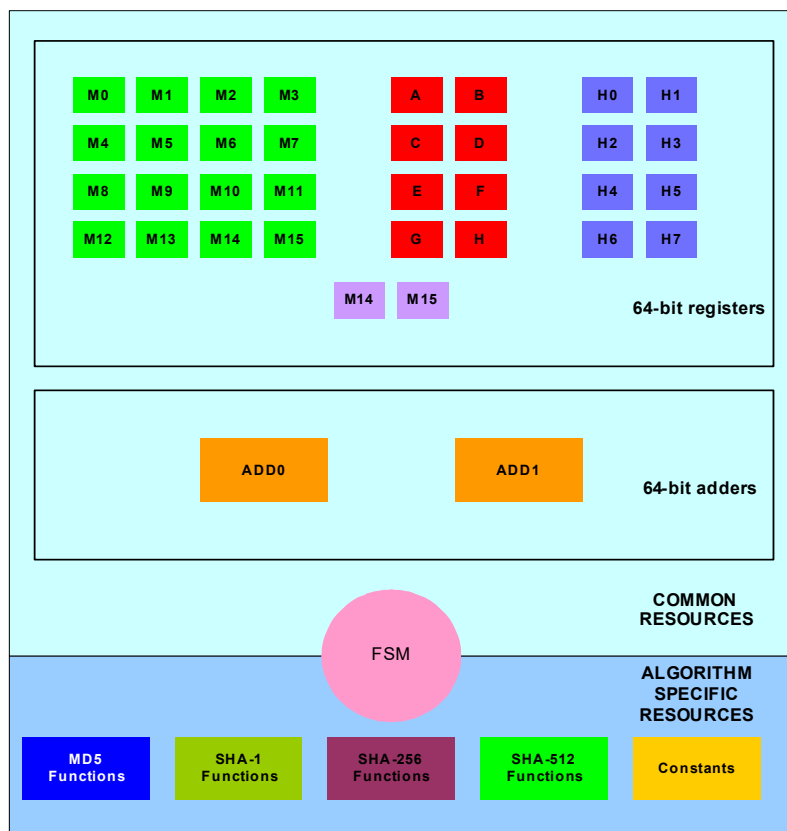 M0 M1 M2 M3 A B H0 H1
M4 M5 M6 M7 C D H2 H3
M8 M9 M10 M11 E F H4 H5
M12 M13 M14 M15 G H H6 H7
M14 M15
64-bit registers
ADD0 ADD1
64-bit adders
COMMON
RESOURCES
FSM
ALGORITHM
SPECIFIC
RESOURCES
MD5
Functions
SHA-1
Functions
SHA-256
Functions
SHA-512
Functions
Constants